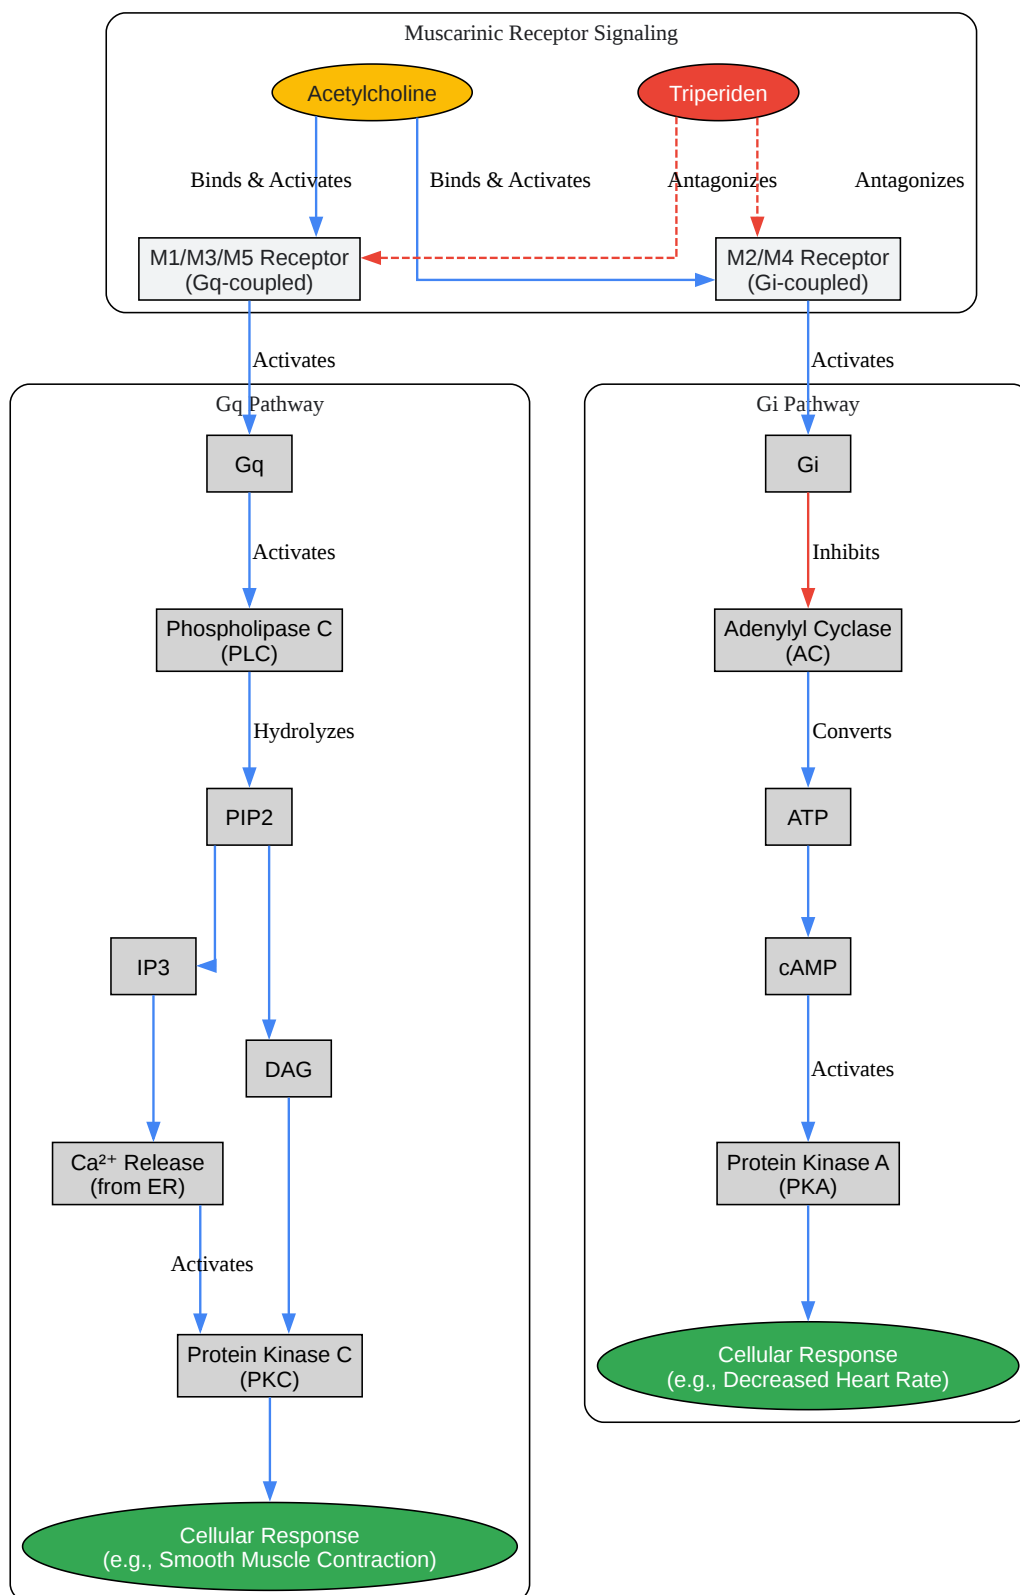 Muscarinic Receptor Signaling
Acetylcholine
Triperiden
Binds & Activates
Binds & Activates
Antagonizes
Antagonizes
M1/M3/M5 Receptor
(Gq-coupled)
M2/M4 Receptor
(Gi-coupled)
Activates
Activates
Gq Pathway
Gi Pathway
Gq
Gi
Activates
Inhibits
Phospholipase C
(PLC)
Adenylyl Cyclase
(AC)
Hydrolyzes
Converts
PIP2
ATP
IP3
cAMP
DAG
Activates
Ca²⁺ Release
(from ER)
Protein Kinase A
(PKA)
Activates
Protein Kinase C
(PKC)
Cellular Response
(e.g., Decreased Heart Rate)
Cellular Response
(e.g., Smooth Muscle Contraction)